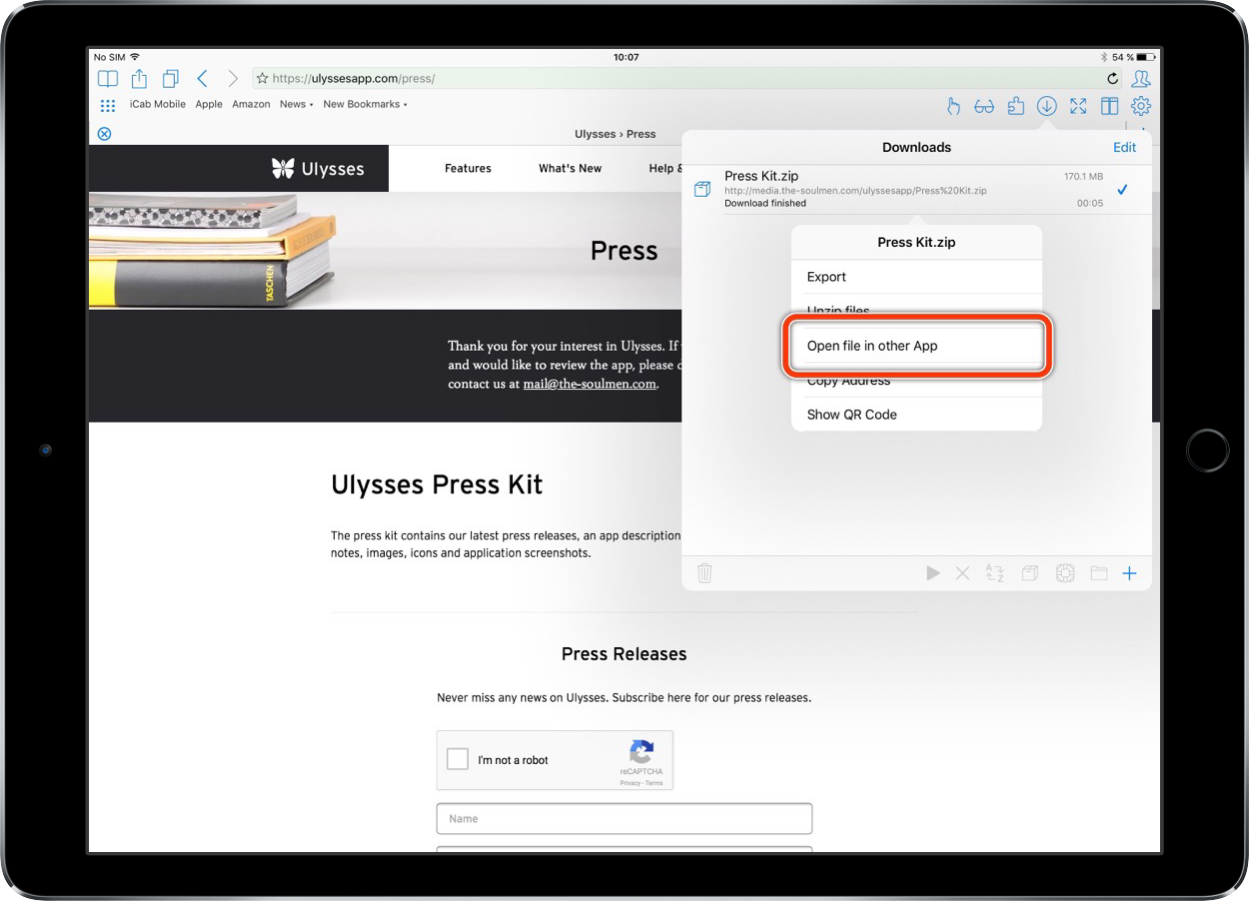 No SIM
10:07
54 %
https://ulyssesapp.com/press/
iCab Mobile Apple Amazon News New Bookmarks
Ulysses › Press
Downloads
Edit
Press Kit.zip
170.1 MB
http://media.the-soulmen.com/ulyssesapp/Press%20Kit.zip
Download finished
00:05
Ulysses
Features
What's New
Help &
Press Kit.zip
Export
Unzip files
Open file in other App
Copy Address
Show QR Code
TASCHEN
Press
Thank you for your interest in Ulysses. If
and would like to review the app, please
contact us at mail@the-soulmen.com.
Ulysses Press Kit
The press kit contains our latest press releases, an app description
notes, images, icons and application screenshots.
A Z
Press Releases
Never miss any news on Ulysses. Subscribe here for our press releases.
I'm not a robot
reCAPTCHA
Privacy - Terms
Name